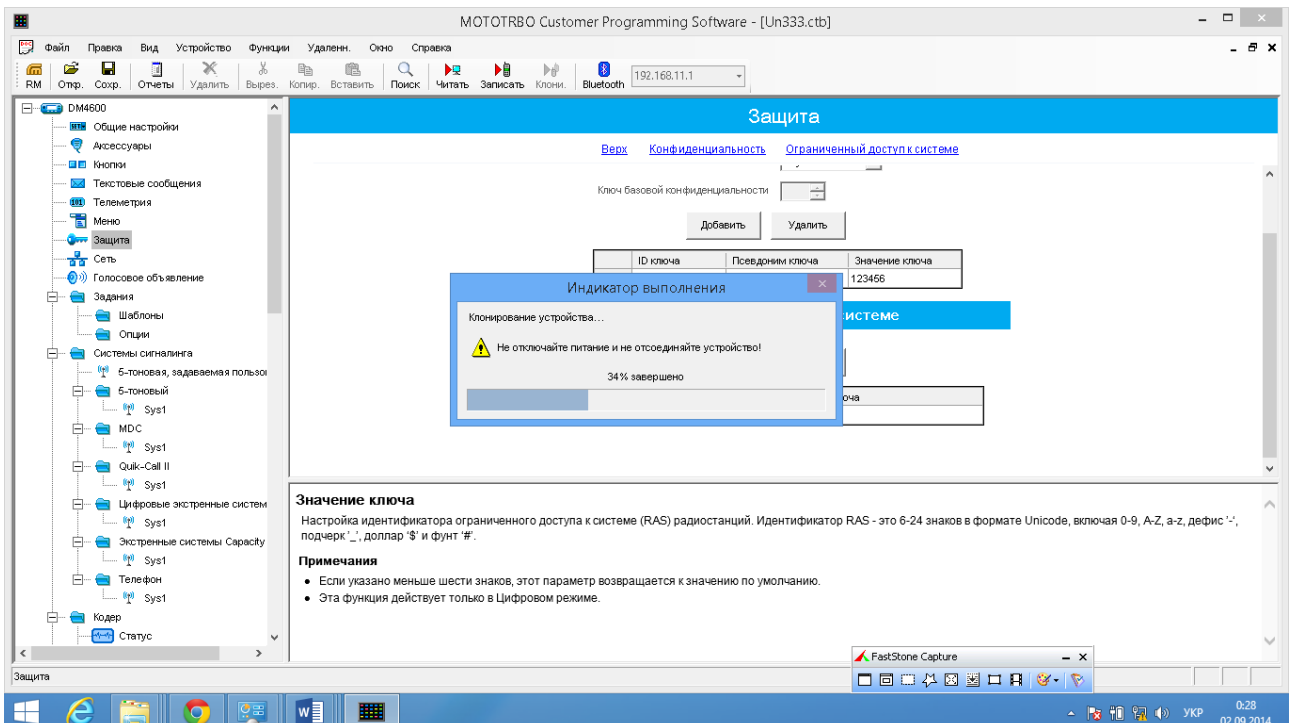 MOTOTRBO Customer Programming Software - [Un333.ctb]
Файл Правка Вид Устройство Функции Удаленн. Окно Справка
RM Откр. Сохр. Отчеты Удалить Вырез. Копир. Вставить Поиск Читать Записать Клони. Bluetooth 192.168.11.1
DM4600
Общие настройки
Аксессуары
Кнопки
Текстовые сообщения
Телеметрия
Меню
Защита
Сеть
Голосовое объявление
Задания
Шаблоны
Опции
Системы сигналинга
5-тоновая, задаваемая пользо
5-тоновый
Sys1
MDC
Sys1
Quik-Call II
Sys1
Цифровые экстренные систем
Sys1
Экстренные системы Capacity
Sys1
Телефон
Sys1
Кодер
Статус
Защита
Верх Конфиденциальность Ограниченный доступ к системе
Ключ базовой конфиденциальности
Добавить Удалить
ID ключа Псевдоним ключа Значение ключа
123456
истеме
юча
Индикатор выполнения
Клонирование устройства...
Не отключайте питание и не отсоединяйте устройство!
34% завершено
Значение ключа
Настройка идентификатора ограниченного доступа к системе (RAS) радиостанций. Идентификатор RAS - это 6-24 знаков в формате Unicode, включая 0-9, A-Z, a-z, дефис '-',
подчерк '_', доллар '$' и фунт '#'.
Примечания
• Если указано меньше шести знаков, этот параметр возвращается к значению по умолчанию.
• Эта функция действует только в Цифровом режиме.
FastStone Capture
Защита
УКР
0:28
02.09.2014